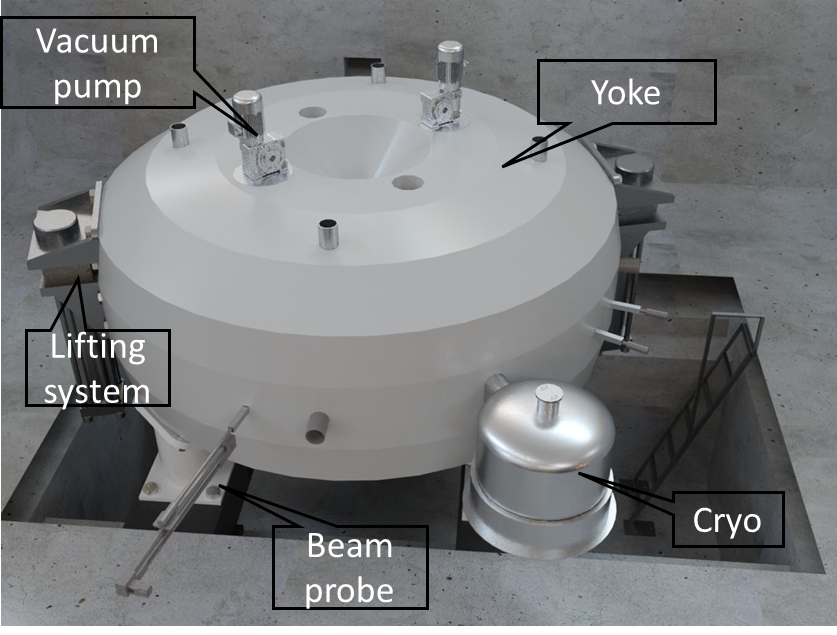 Vacuum
pump
Yoke
Lifting
system
Cryo
Beam
probe